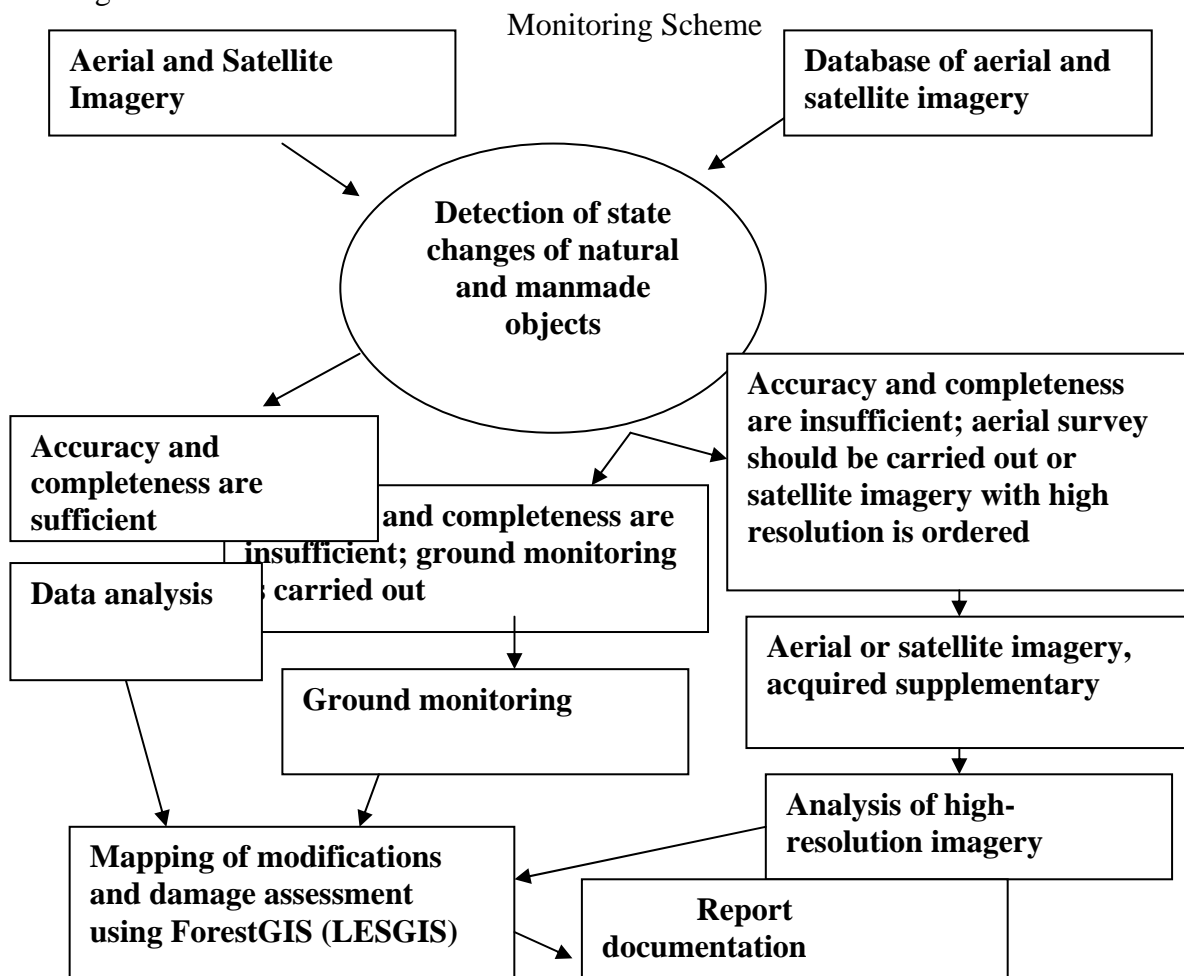 Monitoring Scheme
Aerial and Satellite
Imagery
Database of aerial and
satellite imagery
Detection of state
changes of natural
and manmade
objects
Accuracy and
completeness are
sufficient
and completeness are
insufficient; ground monitoring
carried out
Accuracy and completeness
are insufficient; aerial survey
should be carried out or
satellite imagery with high
resolution is ordered
Data analysis
Ground monitoring
Aerial or satellite imagery,
acquired supplementary
Analysis of high-
resolution imagery
Mapping of modifications
and damage assessment
using ForestGIS (LESGIS)
Report
documentation